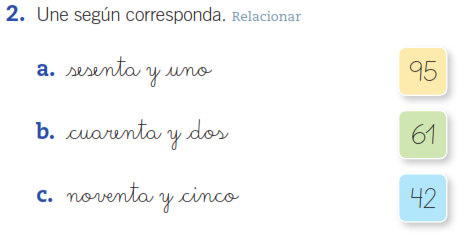 2. Une según corresponda. Relacionar
a. sesenta y uno 95
b. cuarenta y dos 61
c. noventa y cinco 42